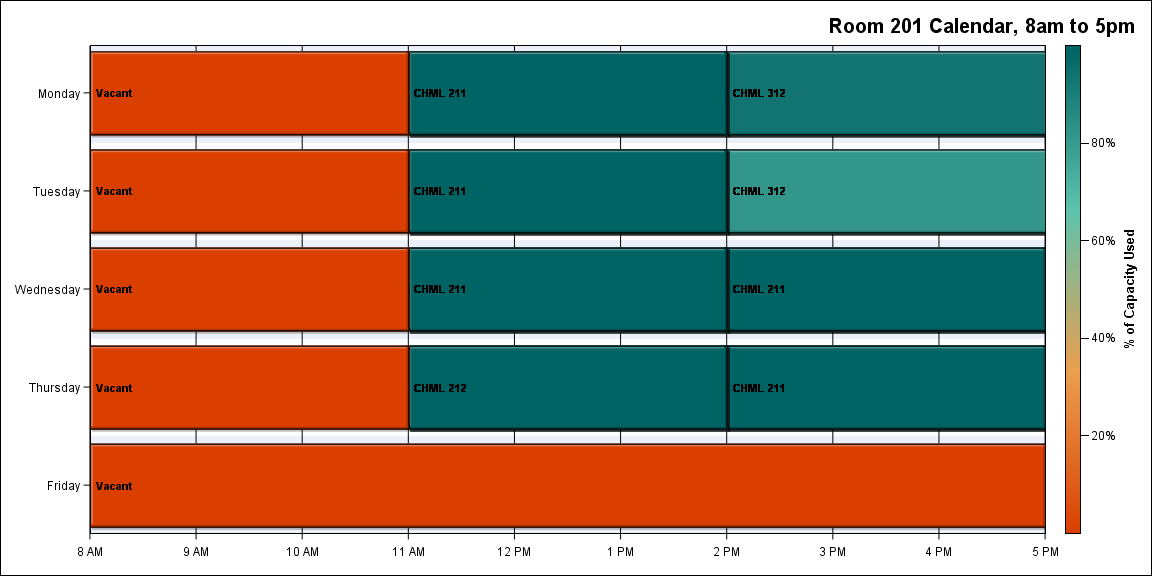 Room 201 Calendar, 8am to 5pm
Monday
Vacant
CHML 211
CHML 312
Tuesday
Vacant
CHML 211
CHML 312
Wednesday
Vacant
CHML 211
CHML 211
Thursday
Vacant
CHML 212
CHML 211
Friday
Vacant
8 AM 9 AM 10 AM 11 AM 12 PM 1 PM 2 PM 3 PM 4 PM 5 PM
80%
60%
40%
20%
% of Capacity Used